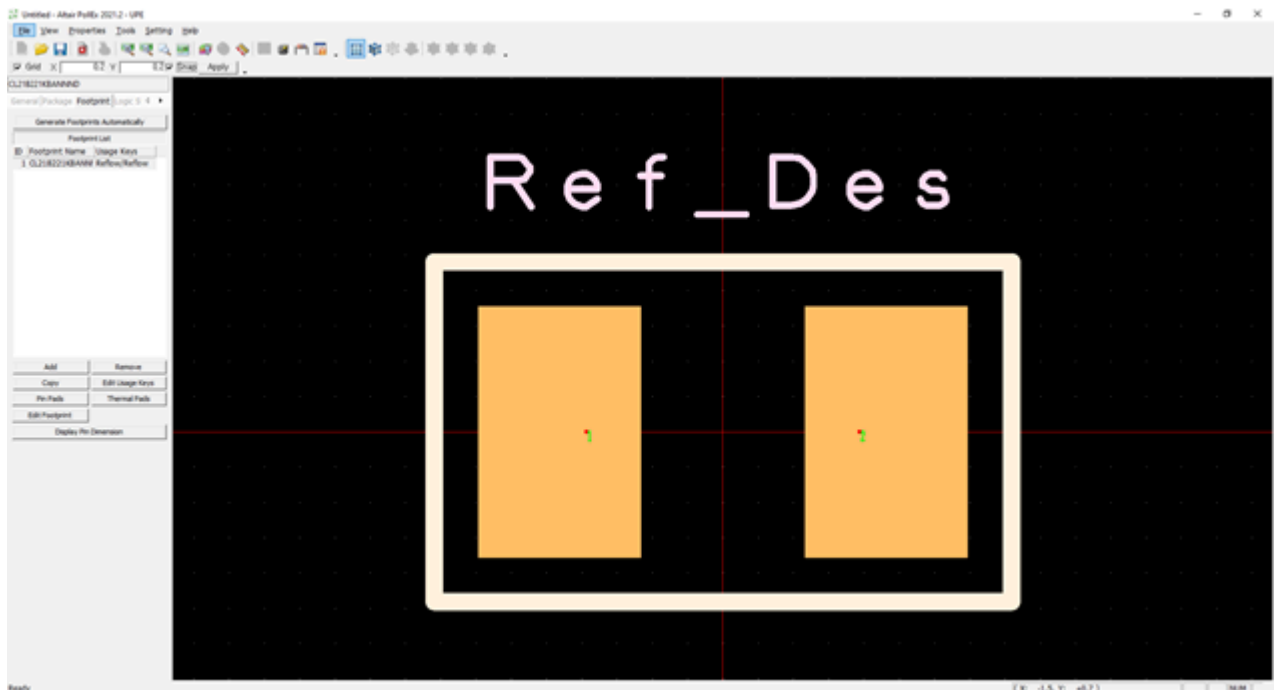 Untitled - Altair PollEx 2021.2 - UPE
File View Properties Tools Setting Help
Grid X 0.2 Y 0.2 Snap Apply
General Package Footprint Logic S
Generate Footprints Automatically
Footprint List
ID Footprint Name Usage Keys
1 Reflow/Reflow
Add Remove
Copy Edit Usage Keys
Pin Pads Thermal Pads
Edit Footprint
Display Pin Dimension
Ref_Des
1 2
Ready
NUM